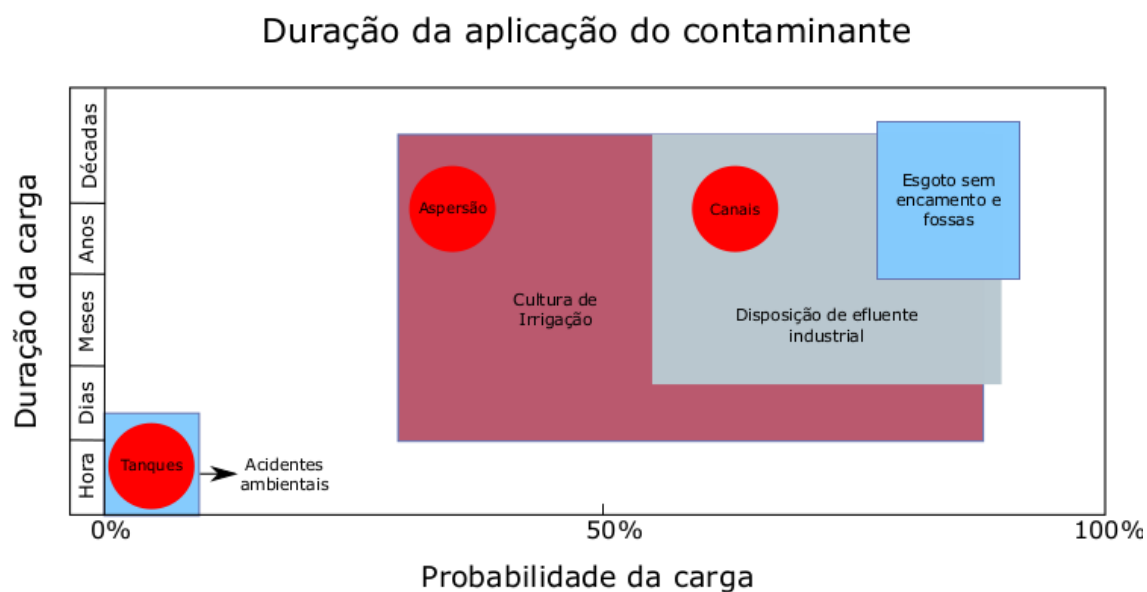 Duração da aplicação do contaminante
Duração da carga
Décadas
Anos
Meses
Dias
Hora
Aspersão
Canais
Esgoto sem
encamento e
fossas
Cultura de
Irrigação
Disposição de efluente
industrial
Tanques
Acidentes
ambientais
0%
50%
100%
Probabilidade da carga